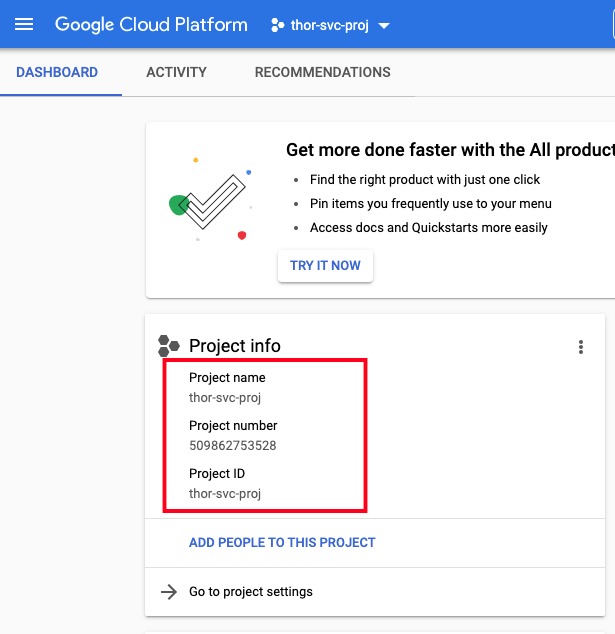 Google Cloud Platform thor-svc-proj
DASHBOARD ACTIVITY RECOMMENDATIONS
Get more done faster with the All product
Find the right product with just one click
Pin items you frequently use to your menu
Access docs and Quickstarts more easily
TRY IT NOW
Project info
Project name
thor-svc-proj
Project number
509862753528
Project ID
thor-svc-proj
ADD PEOPLE TO THIS PROJECT
Go to project settings